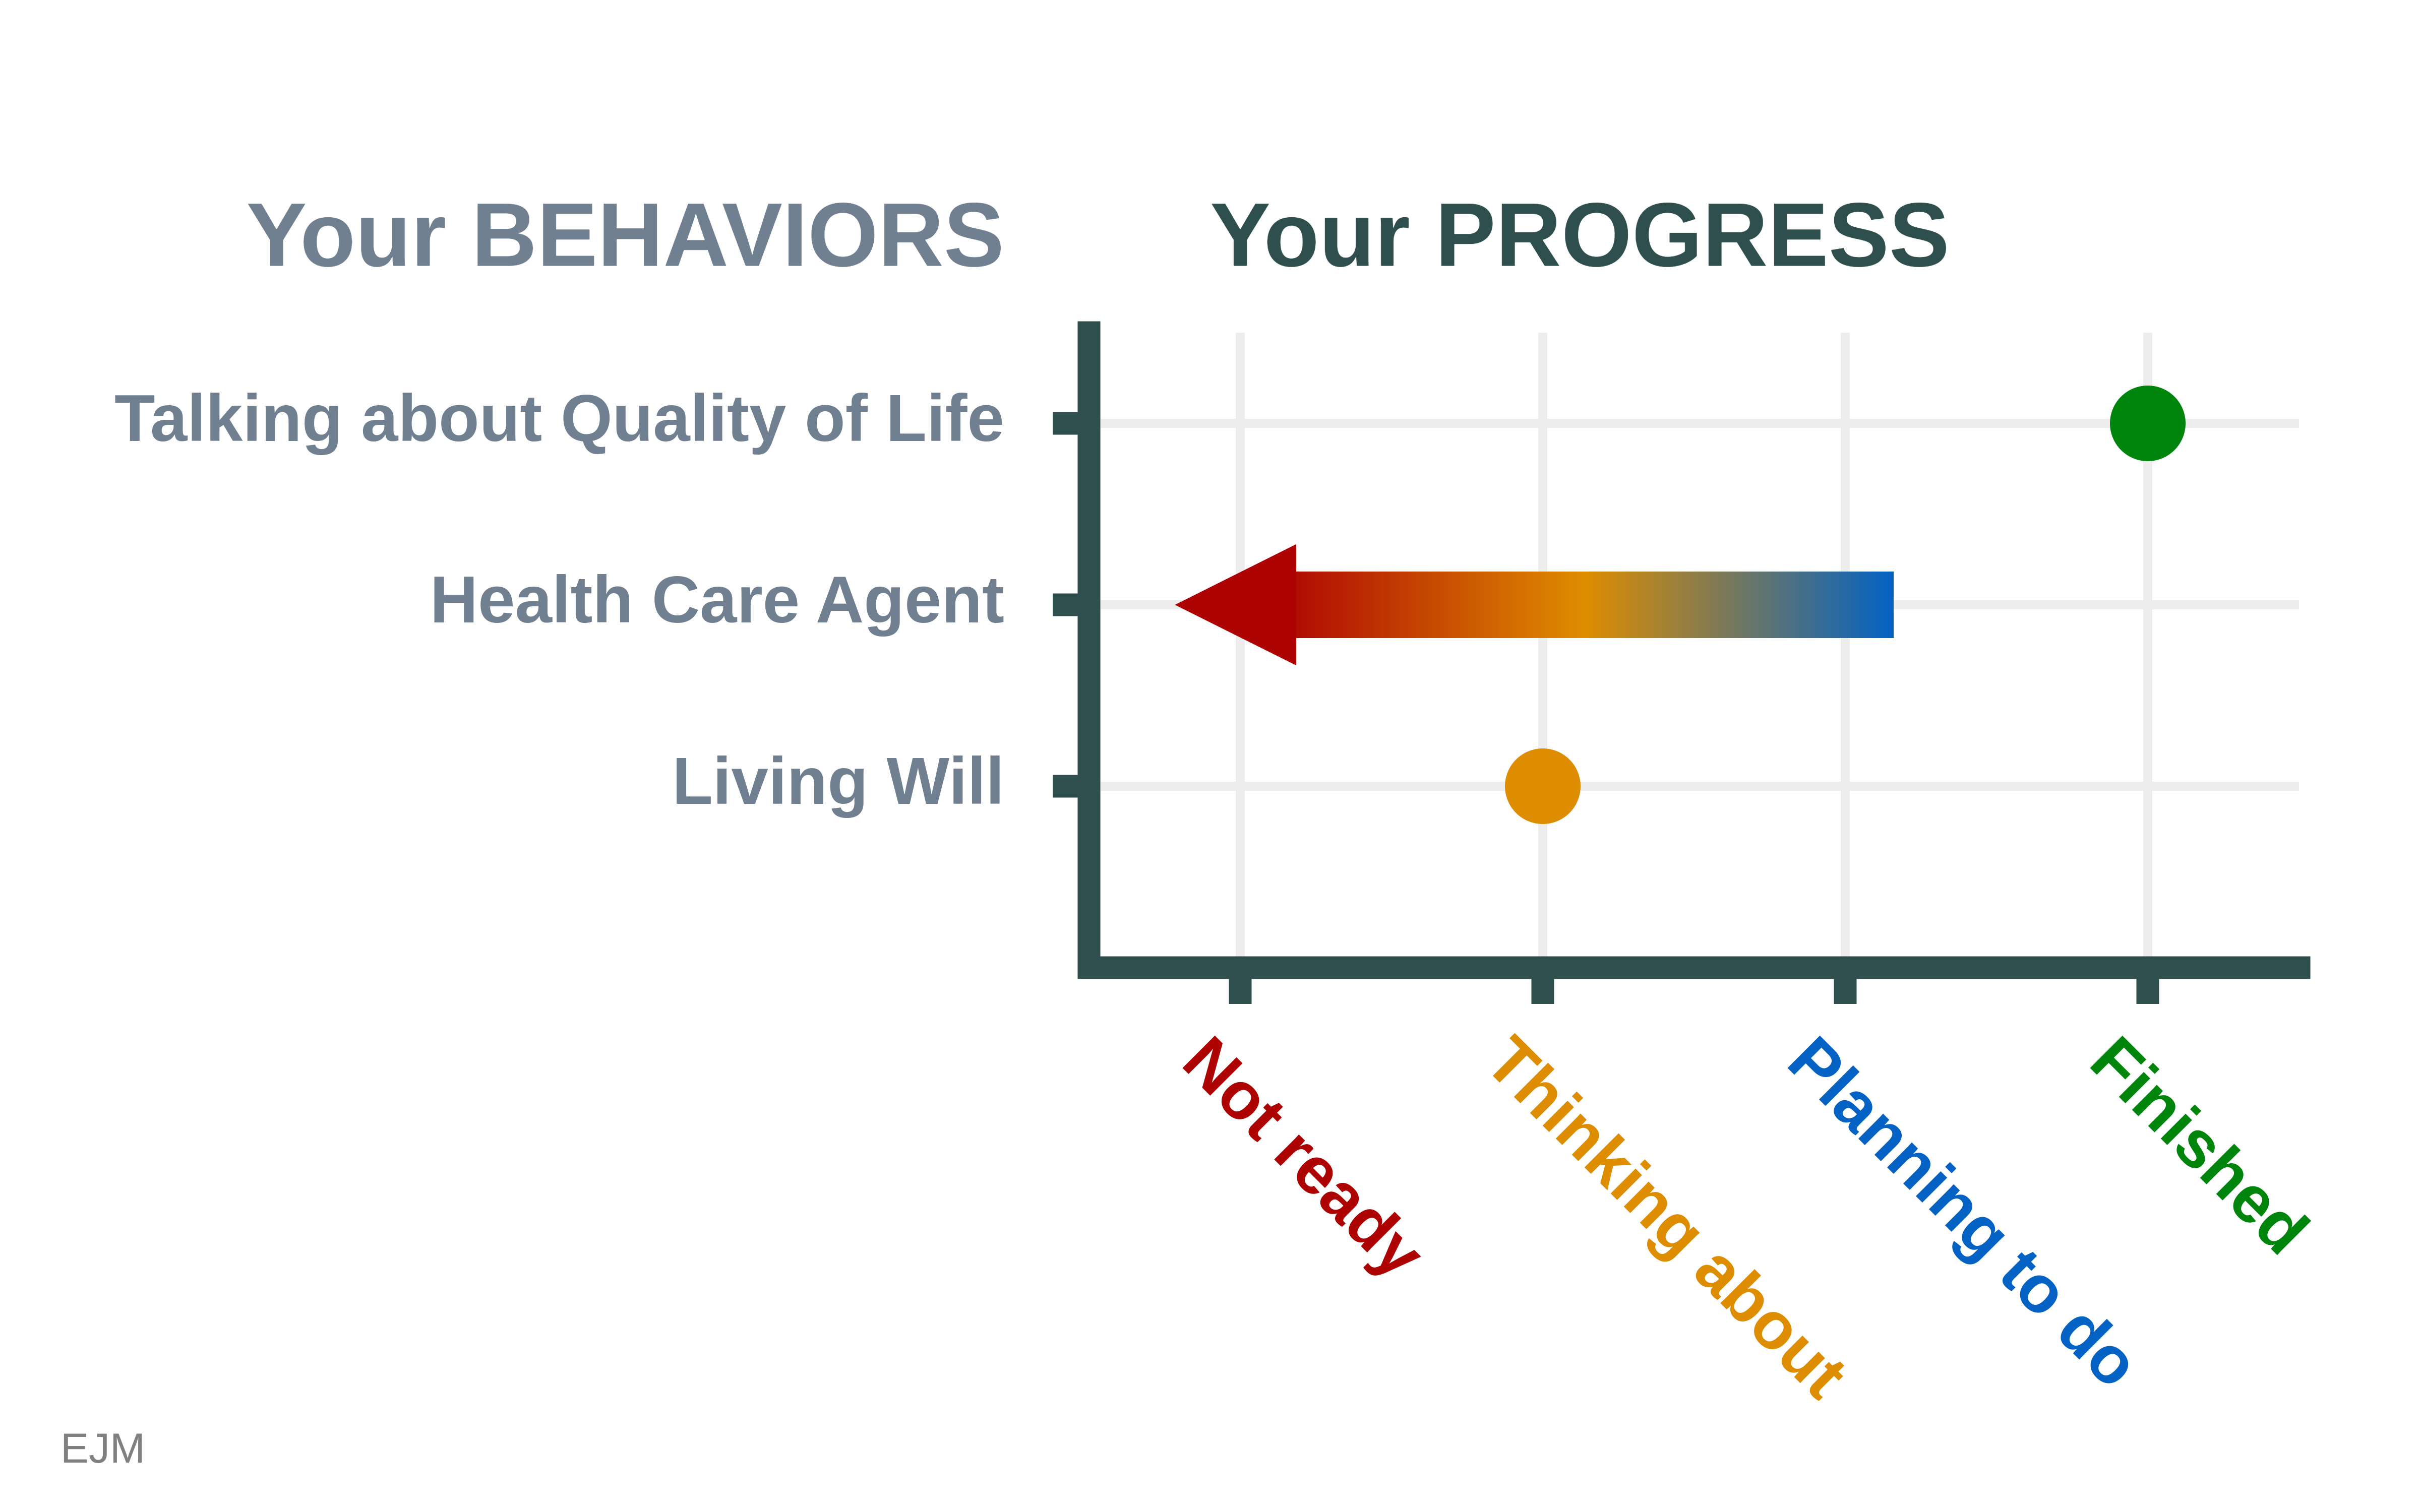 Your BEHAVIORS
Your PROGRESS
Talking about Quality of Life
Health Care Agent
Living Will
Not ready
Thinking about
Planning to do
Finished
EJM